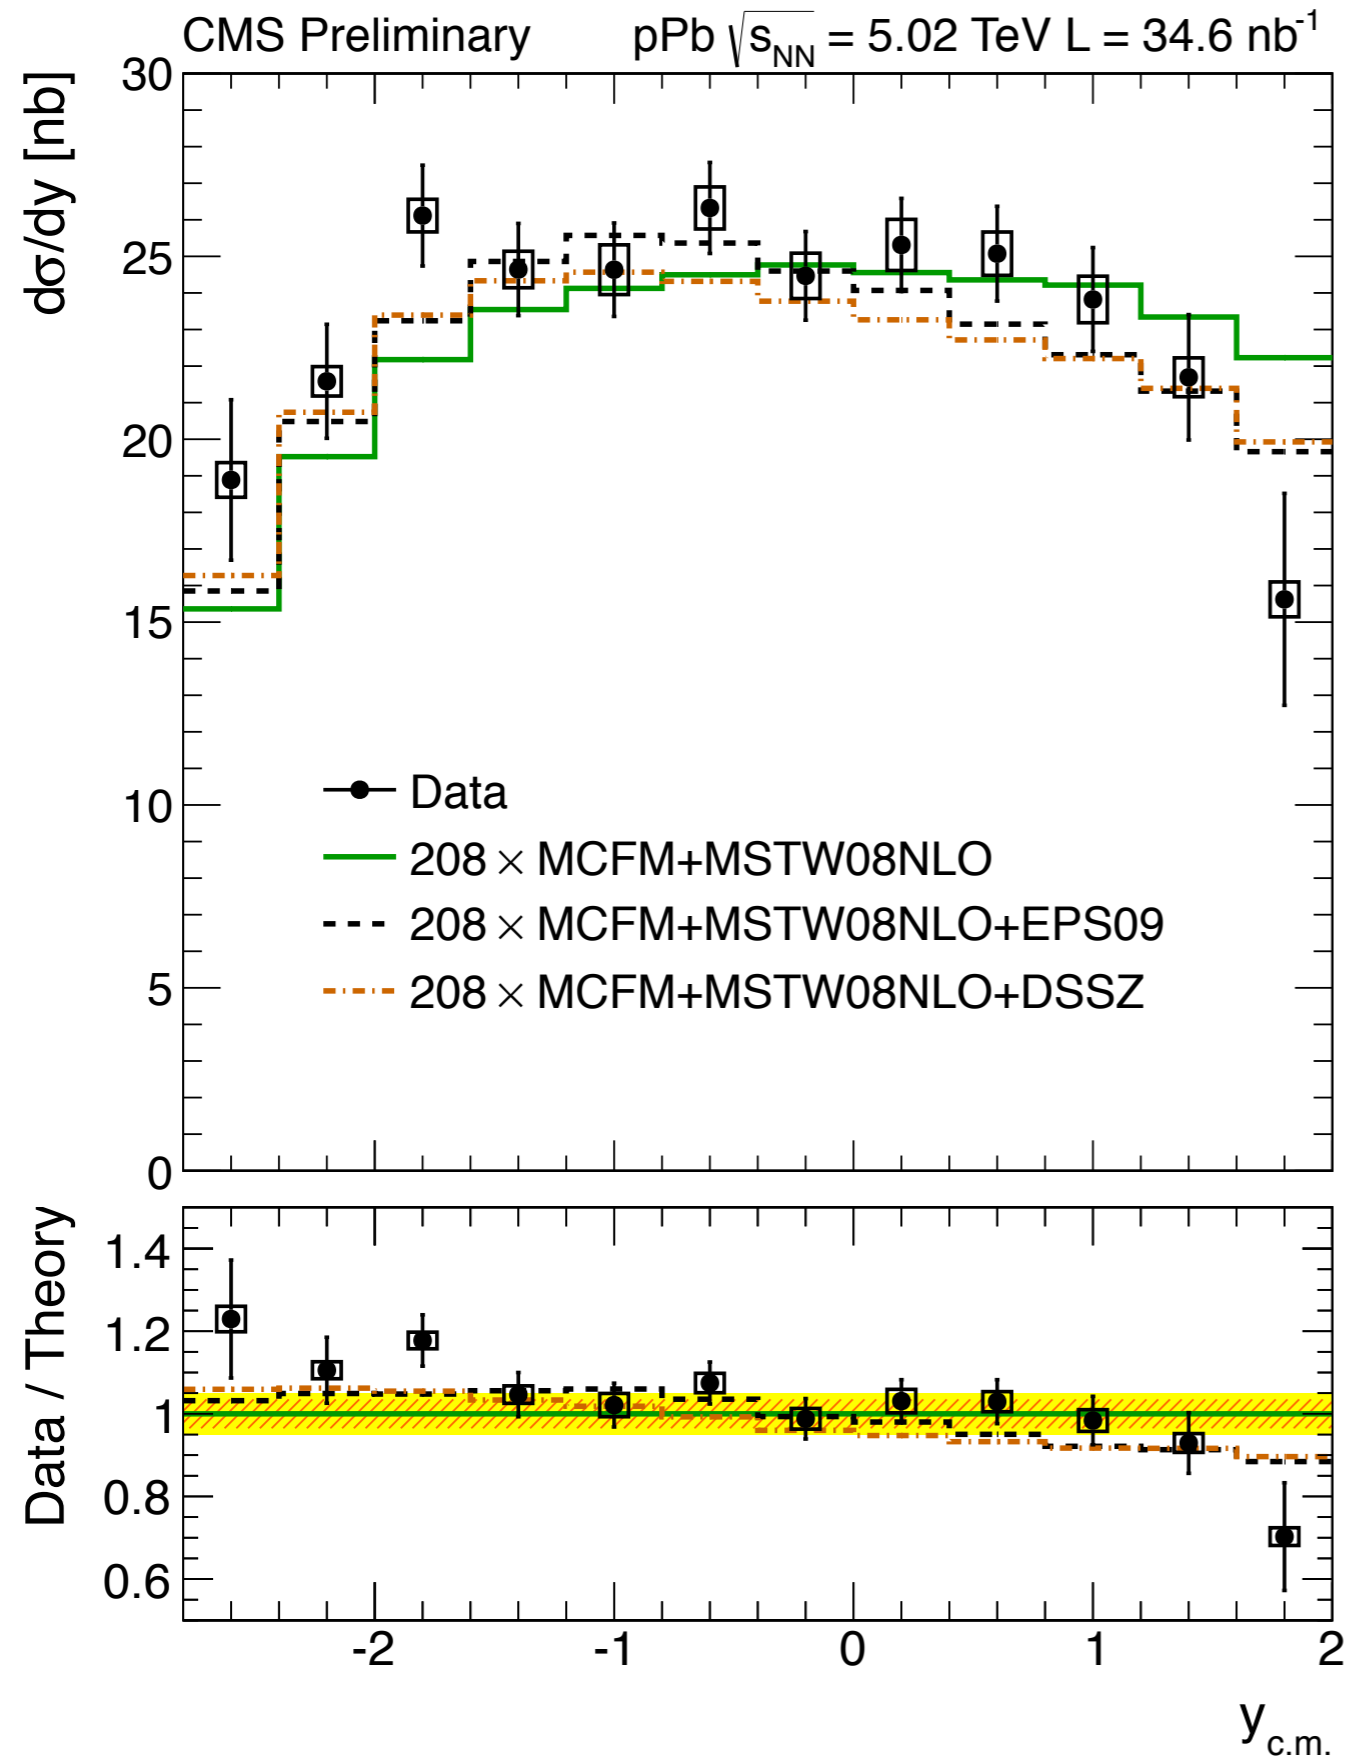 CMS Preliminary pPb √s_NN = 5.02 TeV L = 34.6 nb⁻¹
dσ/dy [nb]
30
25
20
15
10
5
0
Data
208 × MCFM+MSTW08NLO
208 × MCFM+MSTW08NLO+EPS09
208 × MCFM+MSTW08NLO+DSSZ
Data / Theory
1.4
1.2
1
0.8
0.6
-2 -1 0 1 2
y_c.m.